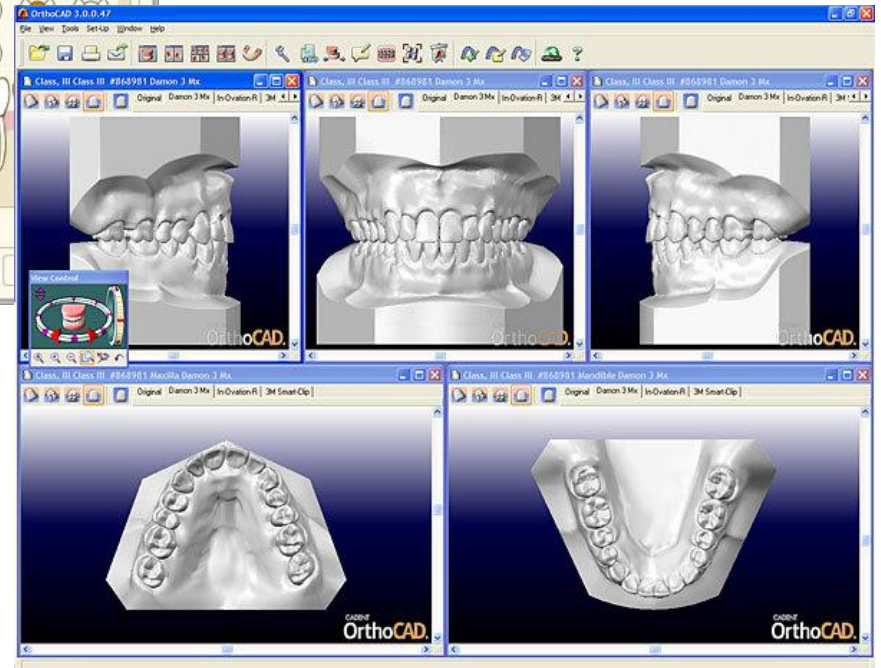 OrthoCAD 3.0.0.47
File View Tools Set-Up Window Help
Class, III Class III #868981 Damon 3 Mx
Original Damon 3 Mx In-Ovation-R 3M
Class, III Class III #868981 Damon 3 Mx
Original Damon 3 Mx In-Ovation-R 3M
Class, III Class III #868981 Damon 3 Mx
Original Damon 3 Mx In-Ovation-R 3M
View Control
OrthoCAD.
OrthoCAD.
OrthoCAD.
Class, III Class III #868981 Maxilla Damon 3 Mx
Original Damon 3 Mx In-Ovation-R 3M Smart-Clip
Class, III Class III #868981 Mandible Damon 3 Mx
Original Damon 3 Mx In-Ovation-R 3M Smart-Clip
CADENT
OrthoCAD.
CADENT
OrthoCAD.